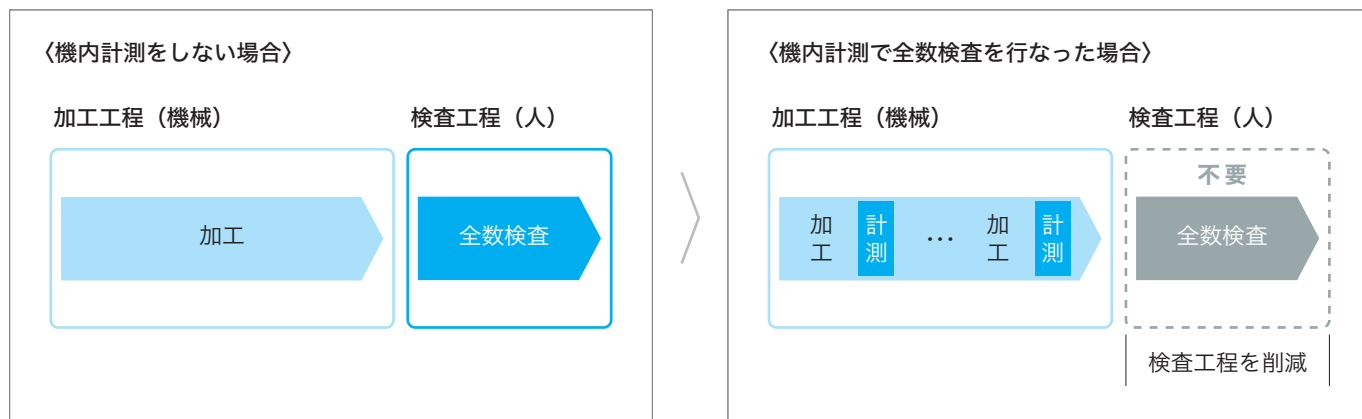 〈機内計測をしない場合〉
加工工程（機械）
検査工程（人）
加工
全数検査
〈機内計測で全数検査を行なった場合〉
加工工程（機械）
検査工程（人）
不要
加工
計測
…
加工
計測
全数検査
検査工程を削減